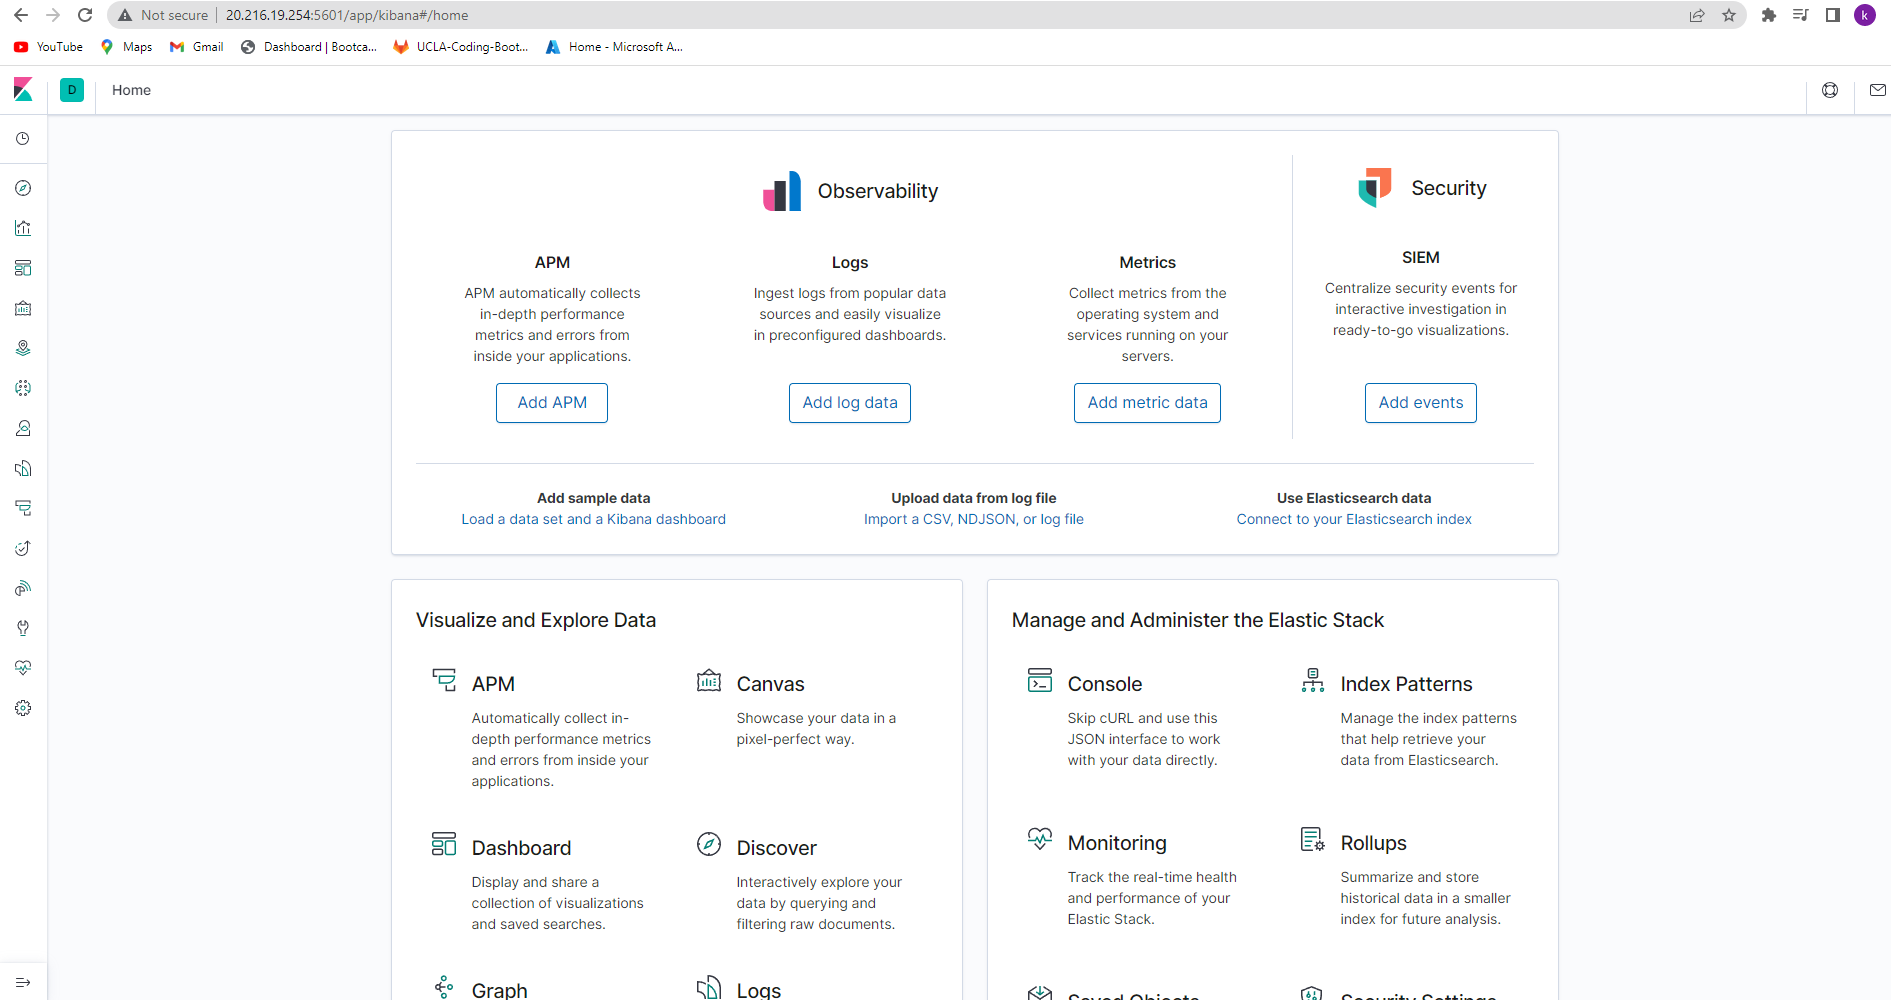 Not secure
20.216.19.254:5601/app/kibana#/home
k
YouTube
Maps
Gmail
Dashboard | Bootca...
UCLA-Coding-Boot...
Home - Microsoft A...
D
Home
Observability
APM
APM automatically collects
in-depth performance
metrics and errors from
inside your applications.
Add APM
Logs
Ingest logs from popular data
sources and easily visualize
in preconfigured dashboards.
Add log data
Metrics
Collect metrics from the
operating system and
services running on your
servers.
Add metric data
Security
SIEM
Centralize security events for
interactive investigation in
ready-to-go visualizations.
Add events
Add sample data
Load a data set and a Kibana dashboard
Upload data from log file
Import a CSV, NDJSON, or log file
Use Elasticsearch data
Connect to your Elasticsearch index
Visualize and Explore Data
APM
Automatically collect in-
depth performance metrics
and errors from inside your
applications.
Canvas
Showcase your data in a
pixel-perfect way.
Dashboard
Display and share a
collection of visualizations
and saved searches.
Discover
Interactively explore your
data by querying and
filtering raw documents.
Graph
Logs
Manage and Administer the Elastic Stack
Console
Skip cURL and use this
JSON interface to work
with your data directly.
Index Patterns
Manage the index patterns
that help retrieve your
data from Elasticsearch.
Monitoring
Track the real-time health
and performance of your
Elastic Stack.
Rollups
Summarize and store
historical data in a smaller
index for future analysis.
Saved Objects
Security Settings